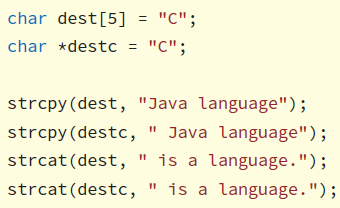 char dest[5] = "C";
char *destc = "C";
strcpy(dest, "Java language");
strcpy(destc, " Java language");
strcat(dest, " is a language.");
strcat(destc, " is a language.");